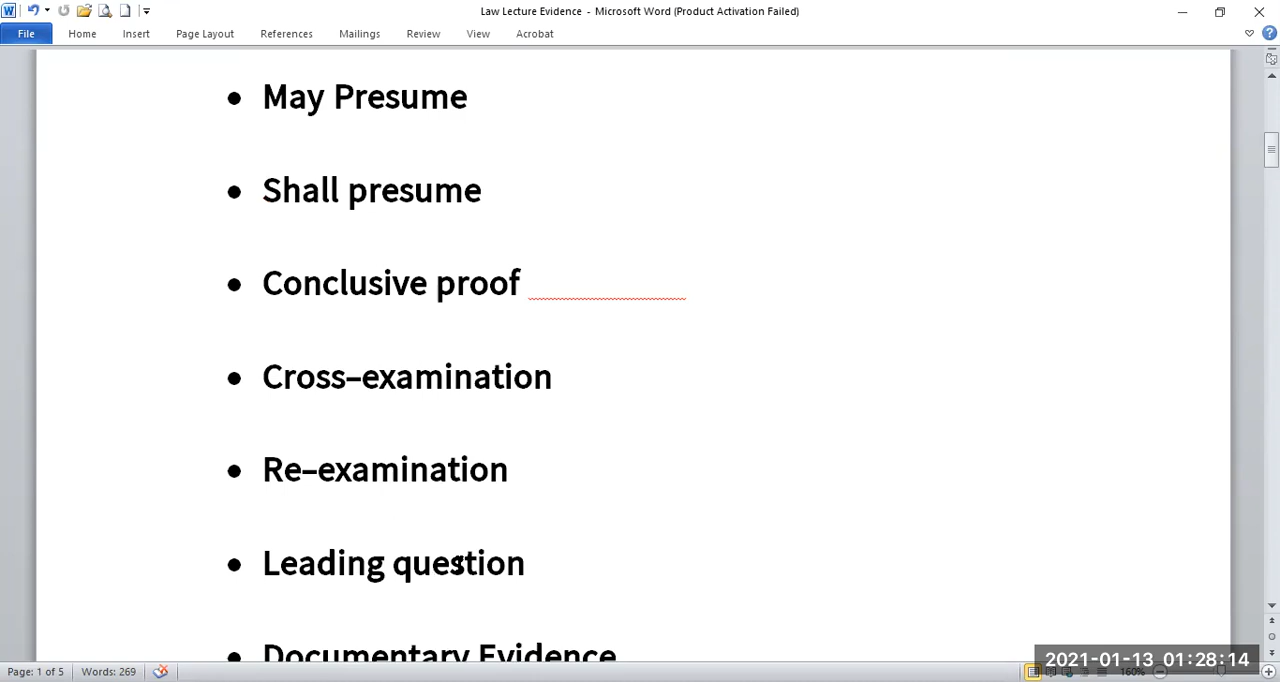 Law Lecture Evidence - Microsoft Word (Product Activation Failed)
File Home Insert Page Layout References Mailings Review View Acrobat
• May Presume
• Shall presume
• Conclusive proof
• Cross–examination
• Re–examination
• Leading question
• Documentary Evidence
2021-01-13 01:28:14
Page: 1 of 5 Words: 269 160%